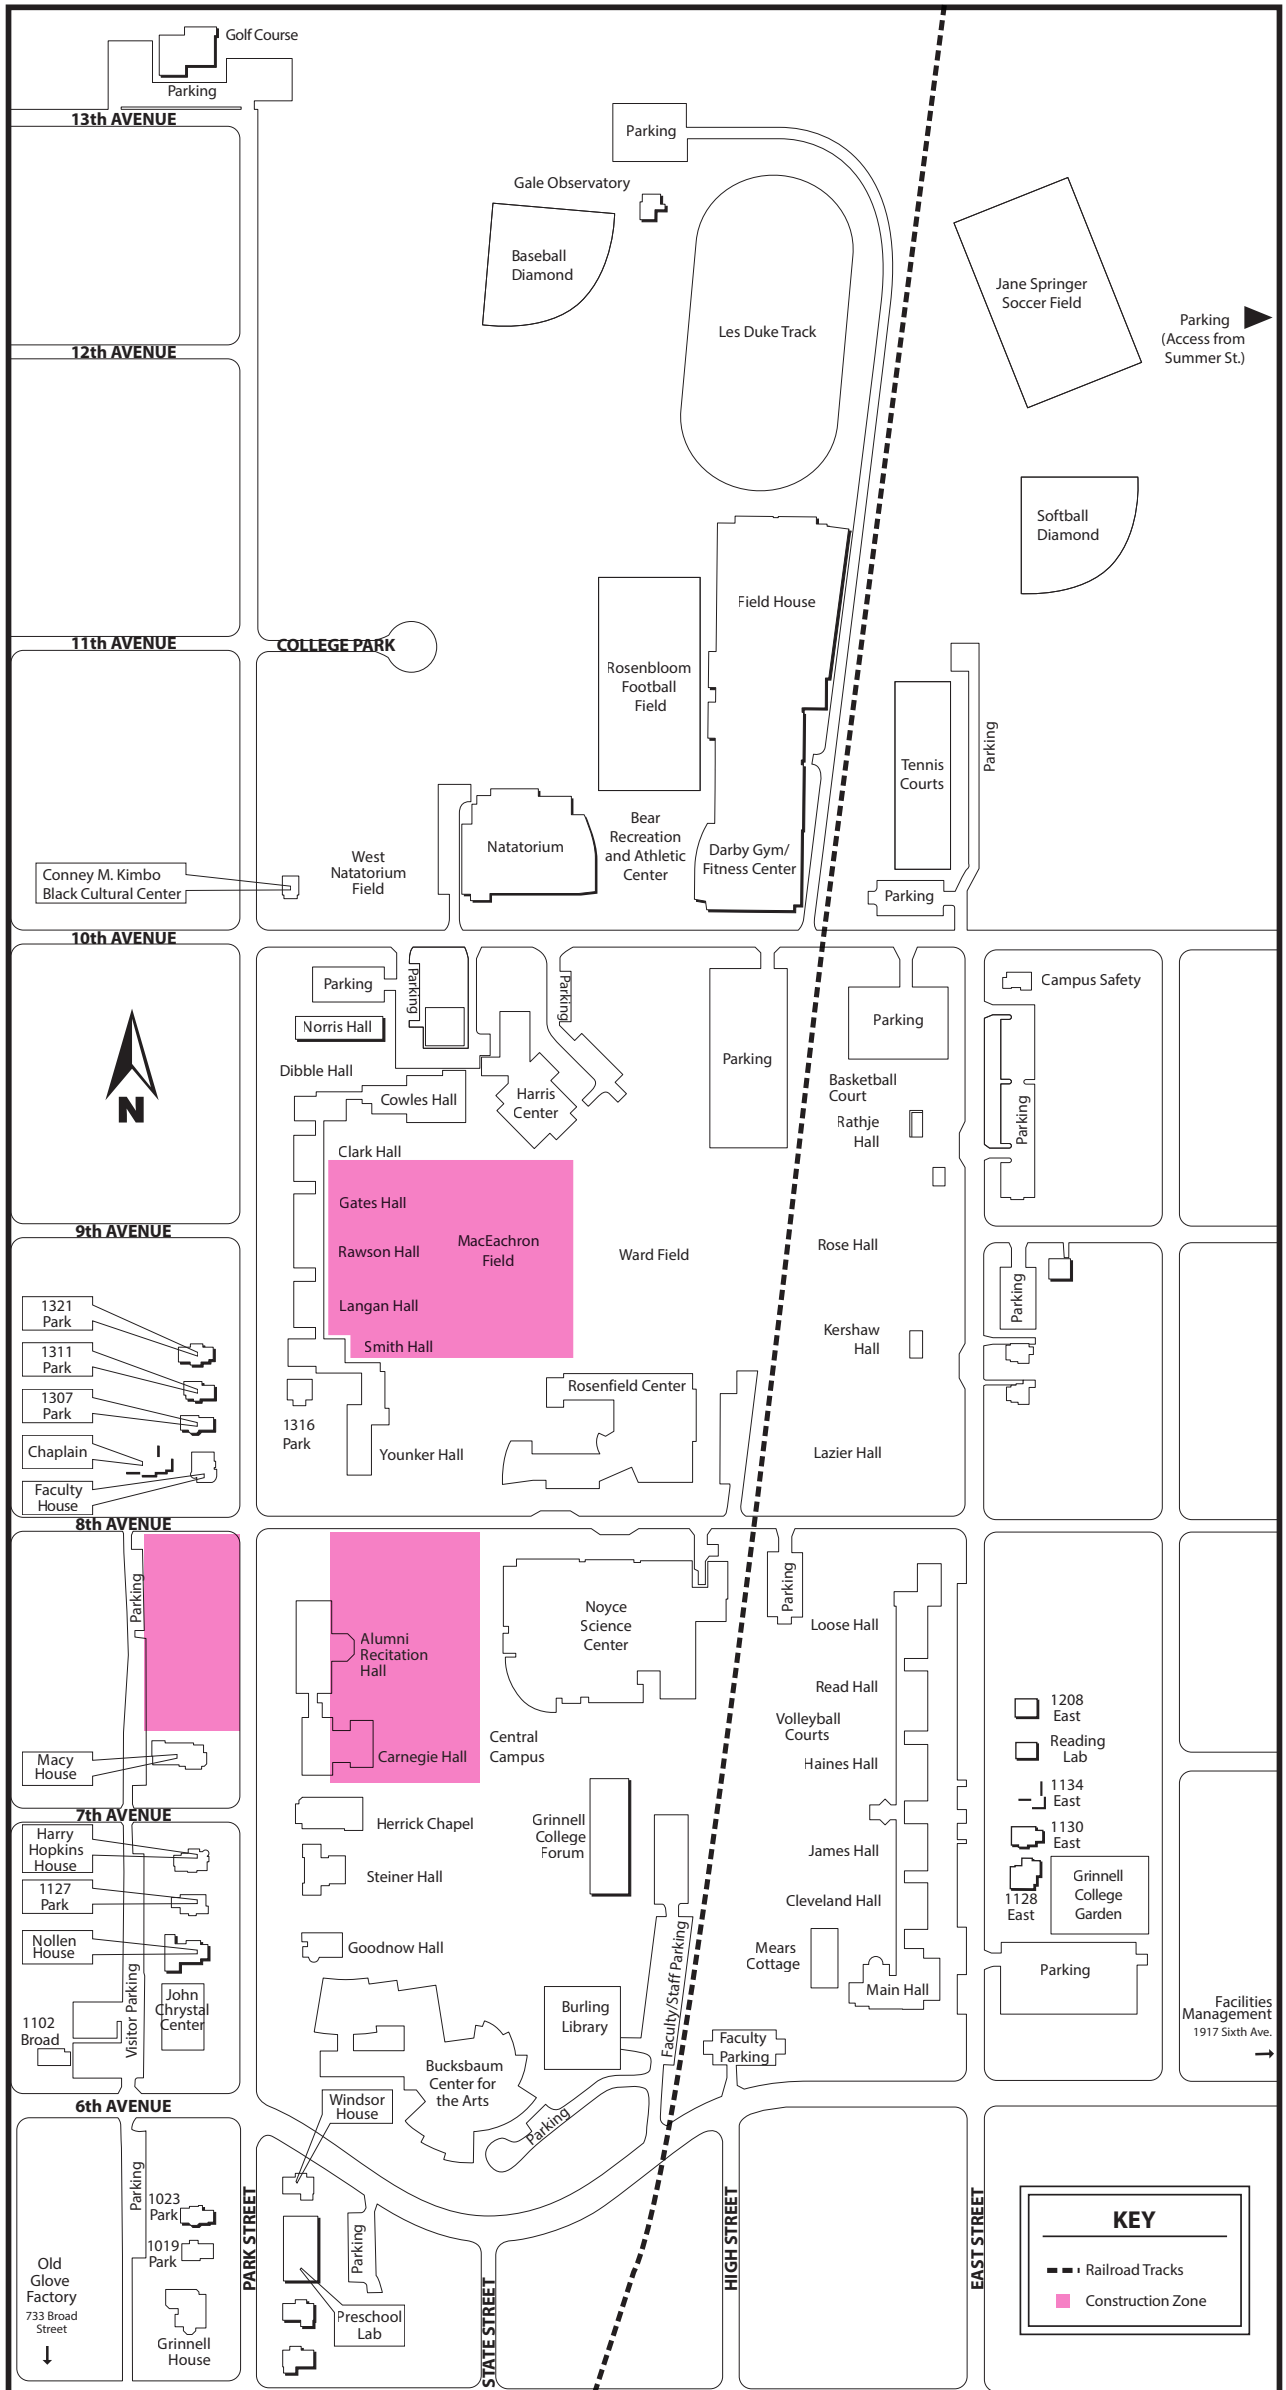 Golf Course
Parking
13th AVENUE
Parking
Gale Observatory
Baseball
Diamond
Jane Springer
Soccer Field
Parking
(Access from
Summer St.)
Les Duke Track
12th AVENUE
Softball
Diamond
Field House
11th AVENUE
COLLEGE PARK
Rosenbloom
Football
Field
Parking
Tennis
Courts
Bear
Recreation
and Athletic
Center
Natatorium
Darby Gym/
Fitness Center
West
Natatorium
Field
Conney M. Kimbo
Black Cultural Center
Parking
10th AVENUE
Parking
Parking
Parking
Campus Safety
Norris Hall
Parking
Parking
Dibble Hall
Cowles Hall
Harris
Center
Basketball
Court
Rathje
Hall
Parking
N
Clark Hall
Gates Hall
Rawson Hall
MacEachron
Field
Ward Field
Rose Hall
9th AVENUE
Langan Hall
Smith Hall
Parking
1321
Park
1311
Park
1307
Park
Chaplain
Faculty
House
Kershaw
Hall
Rosenfield Center
1316
Park
Younker Hall
Lazier Hall
8th AVENUE
Parking
Parking
Noyce
Science
Center
Loose Hall
Alumni
Recitation
Hall
Read Hall
Volleyball
Courts
Haines Hall
1208
East
Reading
Lab
1134
East
1130
East
1128
East
Central
Campus
Carnegie Hall
Macy
House
7th AVENUE
Harry
Hopkins
House
1127
Park
Nollen
House
Herrick Chapel
Steiner Hall
Grinnell
College
Forum
James Hall
Cleveland Hall
Grinnell
College
Garden
Goodnow Hall
Mears
Cottage
Main Hall
Parking
Faculty/Staff Parking
Visitor Parking
John
Chrystal
Center
1102
Broad
Burling
Library
Faculty
Parking
Facilities
Management
1917 Sixth Ave.
Bucksbaum
Center for
the Arts
Windsor
House
Parking
6th AVENUE
Parking
1023
Park
1019
Park
Old
Glove
Factory
733 Broad
Street
Grinnell
House
PARK STREET
Parking
Preschool
Lab
STATE STREET
HIGH STREET
EAST STREET
KEY
Railroad Tracks
Construction Zone